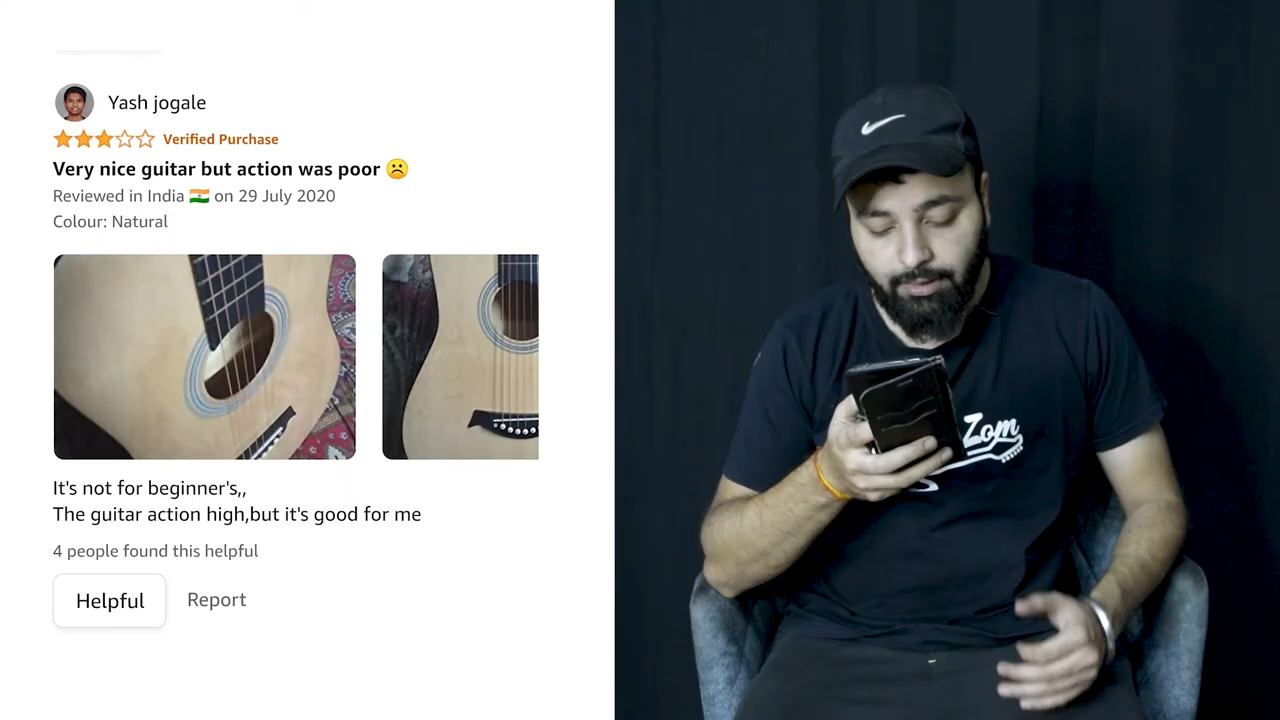 Yash jogale
Verified Purchase
Very nice guitar but action was poor ☹️
Reviewed in India 🇮🇳 on 29 July 2020
Colour: Natural
It's not for beginner's,,
The guitar action high,but it's good for me
4 people found this helpful
Helpful
Report
Zom